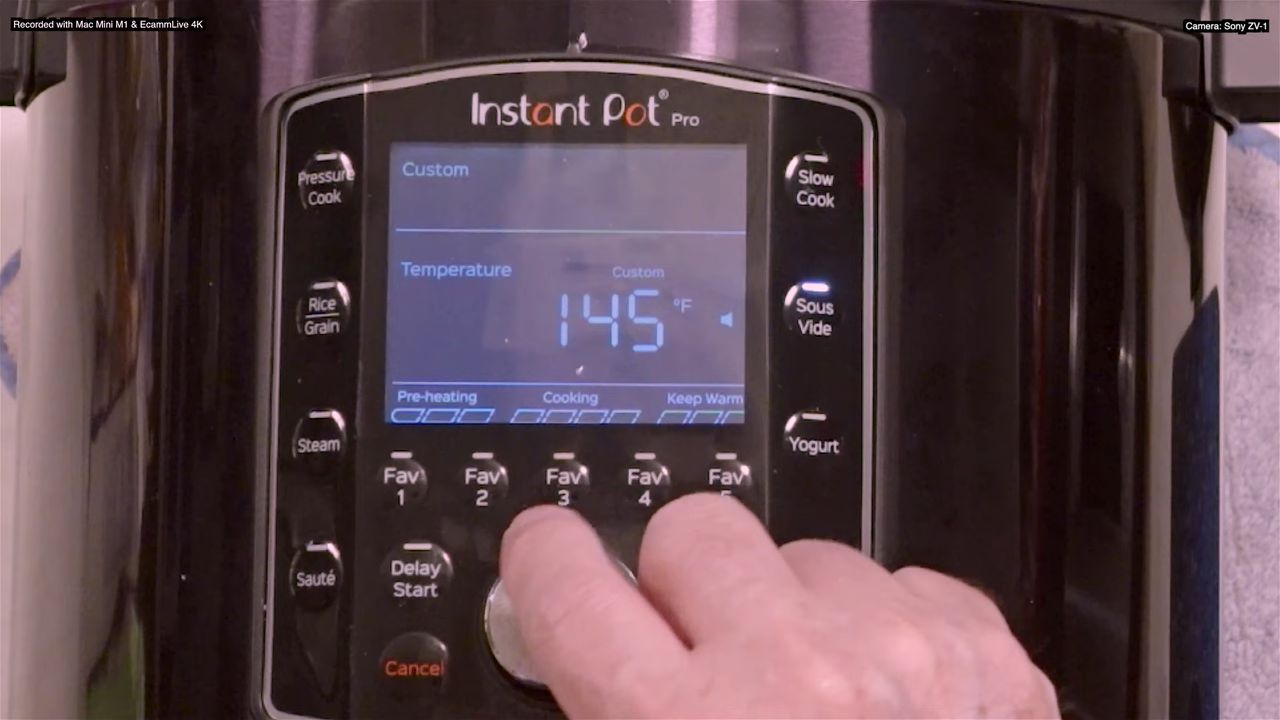 Recorded with Mac Mini M1 & EcammLive 4K
Camera: Sony ZV-1
Instant Pot® Pro
Pressure
Cook
Custom
Slow
Cook
Temperature
Custom
145 °F
Rice
Grain
Sous
Vide
Pre-heating
Cooking
Keep Warm
Steam
Yogurt
Fav
1
Fav
2
Fav
3
Fav
4
Fav
Sauté
Delay
Start
Cancel